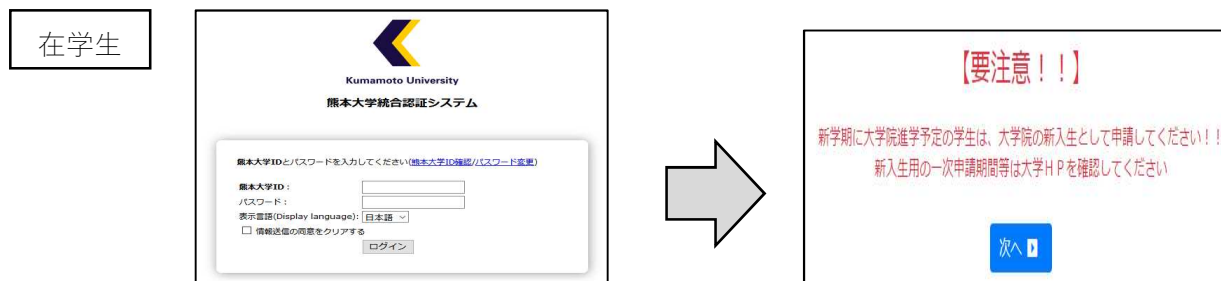 在学生
Kumamoto University
熊本大学統合認証システム
熊本大学IDとパスワードを入力してください(熊本大学ID確認/パスワード変更)
熊本大学ID：
パスワード：
表示言語(Display language): 日本語
情報送信の同意をクリアする
ログイン
【要注意！！】
新学期に大学院進学予定の学生は、大学院の新入生として申請してください！！
新入生用の一次申請期間等は大学ＨＰを確認してください
次へ